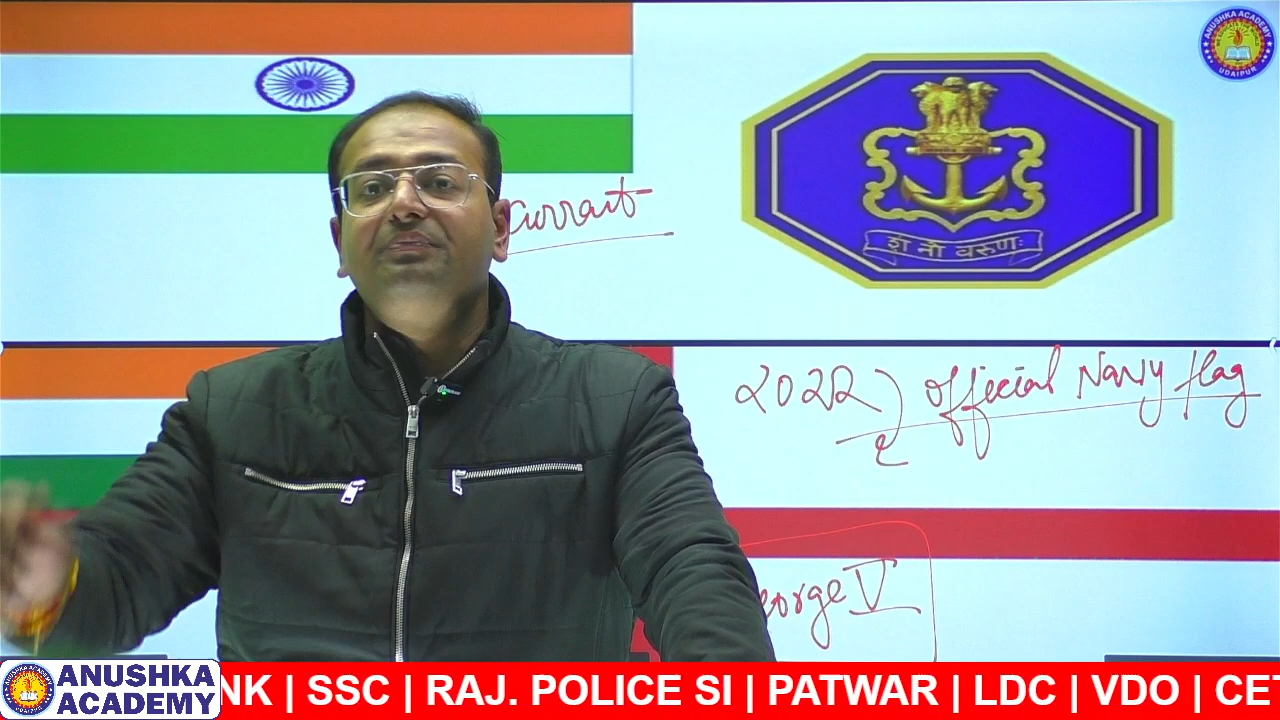 ANUSHKA ACADEMY
UDAIPUR
Currant
शं नो वरुणः
2022) official Navy flag
eorge V
ANUSHKA
ACADEMY
NK | SSC | RAJ. POLICE SI | PATWAR | LDC | VDO | CET